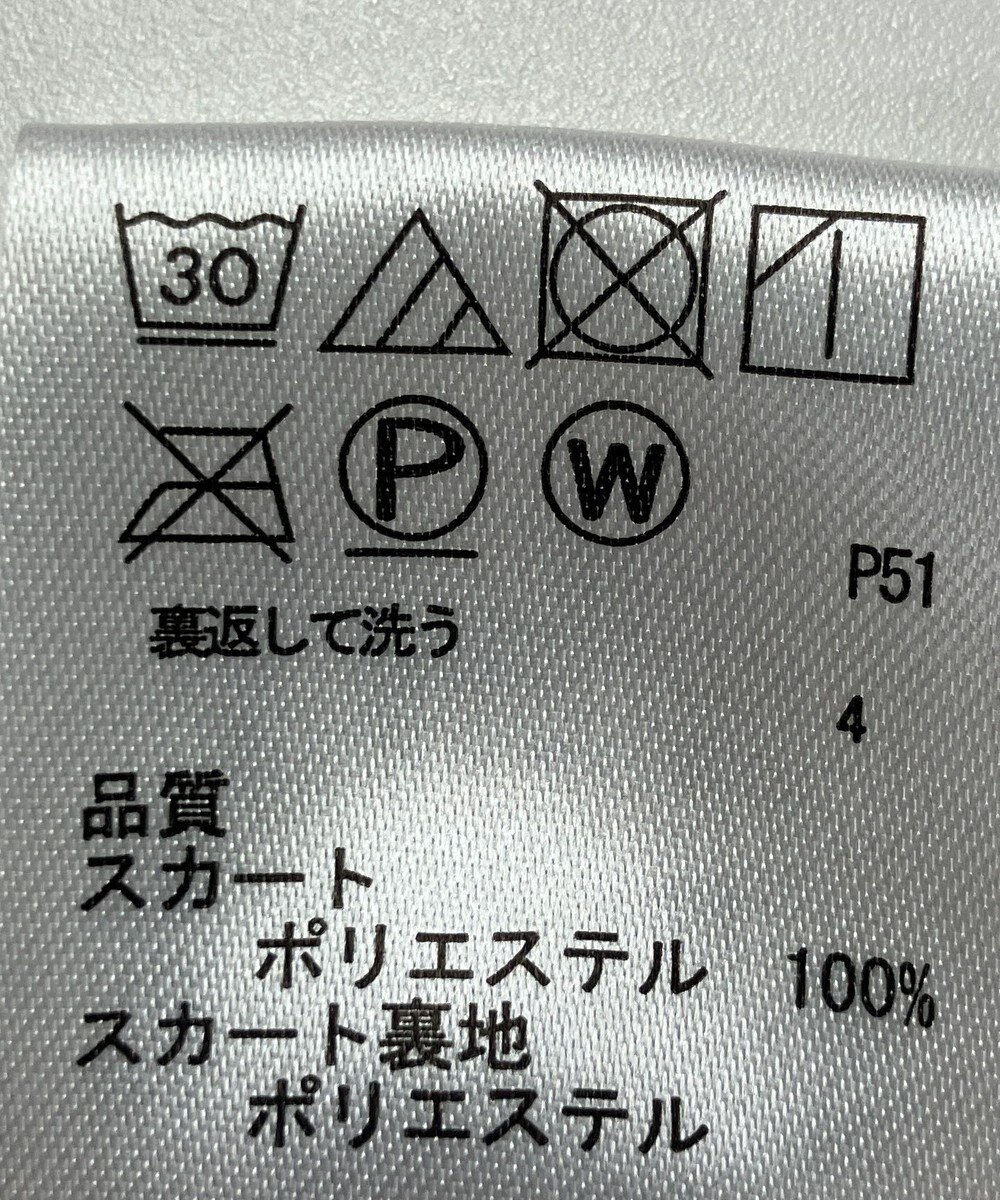 30
P W
P51
裏返して洗う
4
品質
スカート
ポリエステル 100%
スカート裏地
ポリエステル